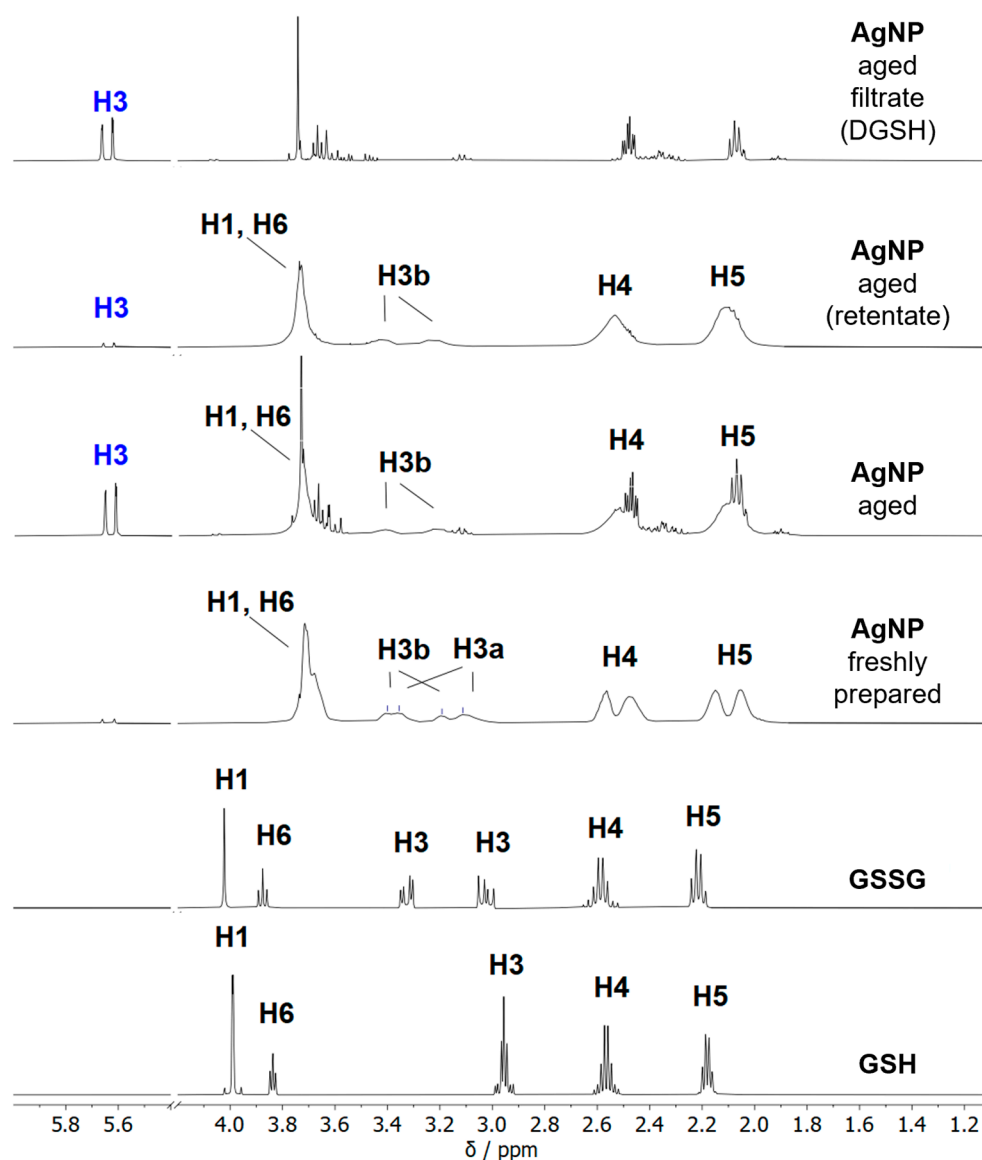 AgNP
aged
filtrate
(DGSH)
H3
H1, H6
H3b
H4
H5
H3
AgNP
aged
(retentate)
H1, H6
H3b
H4
H5
H3
AgNP
aged
H1, H6
H3b
H3a
H4
H5
AgNP
freshly
prepared
H1
H6
H3
H3
H4
H5
GSSG
H1
H6
H3
H4
H5
GSH
5.8 5.6 4.0 3.8 3.6 3.4 3.2 3.0 2.8 2.6 2.4 2.2 2.0 1.8 1.6 1.4 1.2
δ / ppm